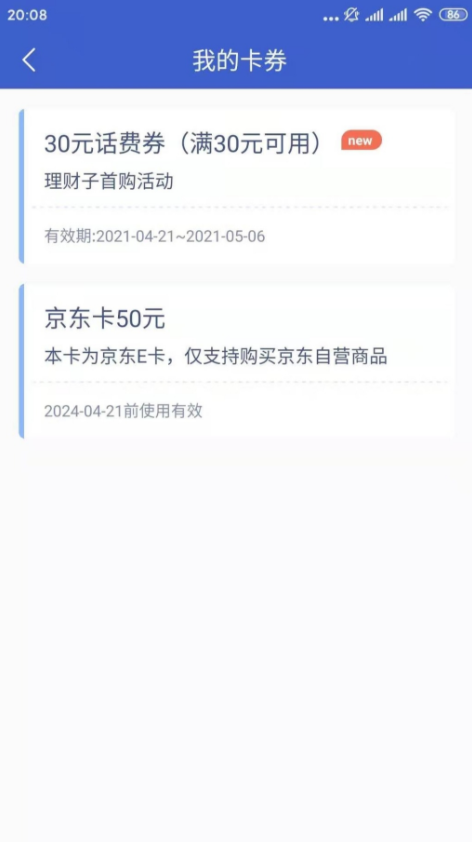 20:08
86
我的卡券
30元话费券（满30元可用） new
理财子首购活动
有效期:2021-04-21~2021-05-06
京东卡50元
本卡为京东E卡，仅支持购买京东自营商品
2024-04-21前使用有效